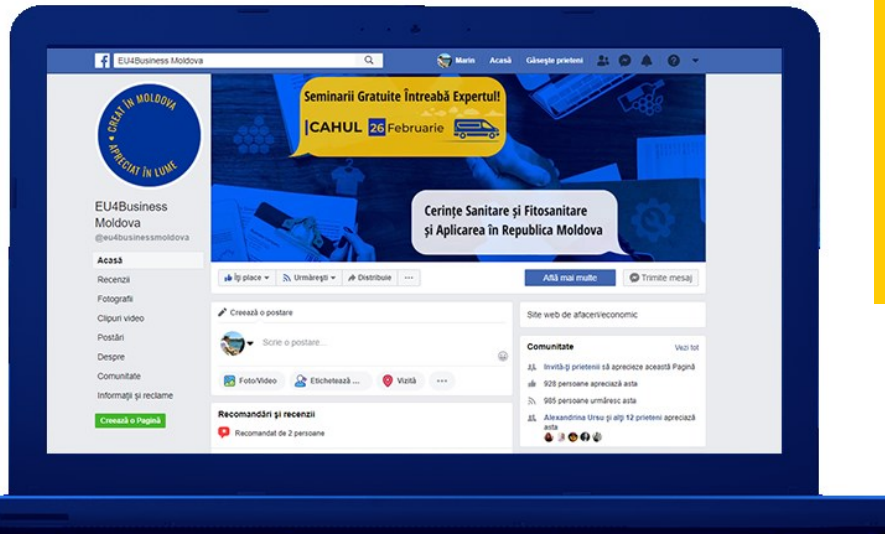 EU4Business Moldova
Marin
Acasă
Găsește prieteni
• CREAT ÎN MOLDOVA
APRECIAT ÎN LUME
Seminarii Gratuite Întreabă Expertul!
CAHUL 26 Februarie
Cerințe Sanitare și Fitosanitare
și Aplicarea în Republica Moldova
EU4Business
Moldova
@eu4businessmoldova
Acasă
Recenzii
Fotografii
Clipuri video
Postări
Despre
Comunitate
Informații și reclame
Creează o Pagină
Îți place
Urmărești
Distribuie
Află mai multe
Trimite mesaj
Creează o postare
Scrie o postare...
Foto/Video
Etichetează ...
Vizită
Recomandări și recenzii
Recomandat de 2 persoane
Site web de afaceri/economic
Comunitate
Vezi tot
Invită-ți prietenii să aprecieze această Pagină
928 persoane apreciază asta
985 persoane urmăresc asta
Alexandrina Ursu și alți 12 prieteni apreciază
asta